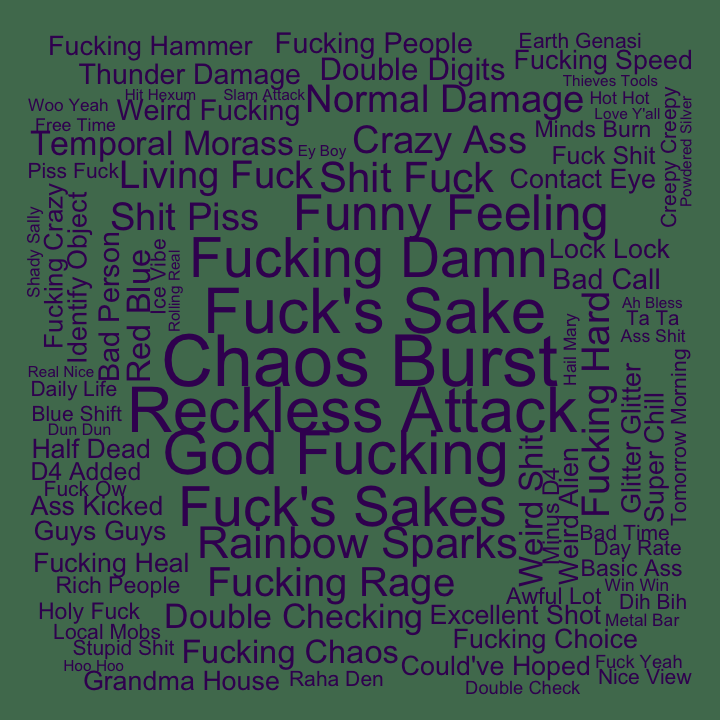 Fucking Hammer
Fucking People
Earth Genasi
Thunder Damage
Double Digits
Fucking Speed
Thieves Tools
Hit Hexum
Slam Attack
Normal Damage
Hot Hot
Woo Yeah
Weird Fucking
Love Y'all
Free Time
Minds Burn
Temporal Morass
Ey Boy
Crazy Ass
Fuck Shit
Creepy Creepy
Powdered Silver
Piss Fuck
Living Fuck
Shit Fuck
Contact Eye
Shit Piss
Funny Feeling
Shady Sally
Fucking Crazy
Identify Object
Bad Person
Red Blue
Ice Vibe
Rolling Real
Fucking Damn
Lock Lock
Bad Call
Fuck's Sake
Ah Bless
Ta Ta
Ass Shit
Hail Mary
Fucking Hard
Chaos Burst
Real Nice
Daily Life
Reckless Attack
Blue Shift
Dun Dun
Glitter Glitter
Super Chill
Tomorrow Morning
Half Dead
God Fucking
D4 Added
Weird Shit
Minus D4
Weird Alien
Fuck Ow
Ass Kicked
Fuck's Sakes
Guys Guys
Rainbow Sparks
Bad Time
Day Rate
Fucking Heal
Basic Ass
Rich People
Fucking Rage
Win Win
Awful Lot
Dih Bih
Holy Fuck
Double Checking
Excellent Shot
Metal Bar
Local Mobs
Fucking Choice
Stupid Shit
Fucking Chaos
Could've Hoped
Fuck Yeah
Hoo Hoo
Grandma House
Raha Den
Nice View
Double Check